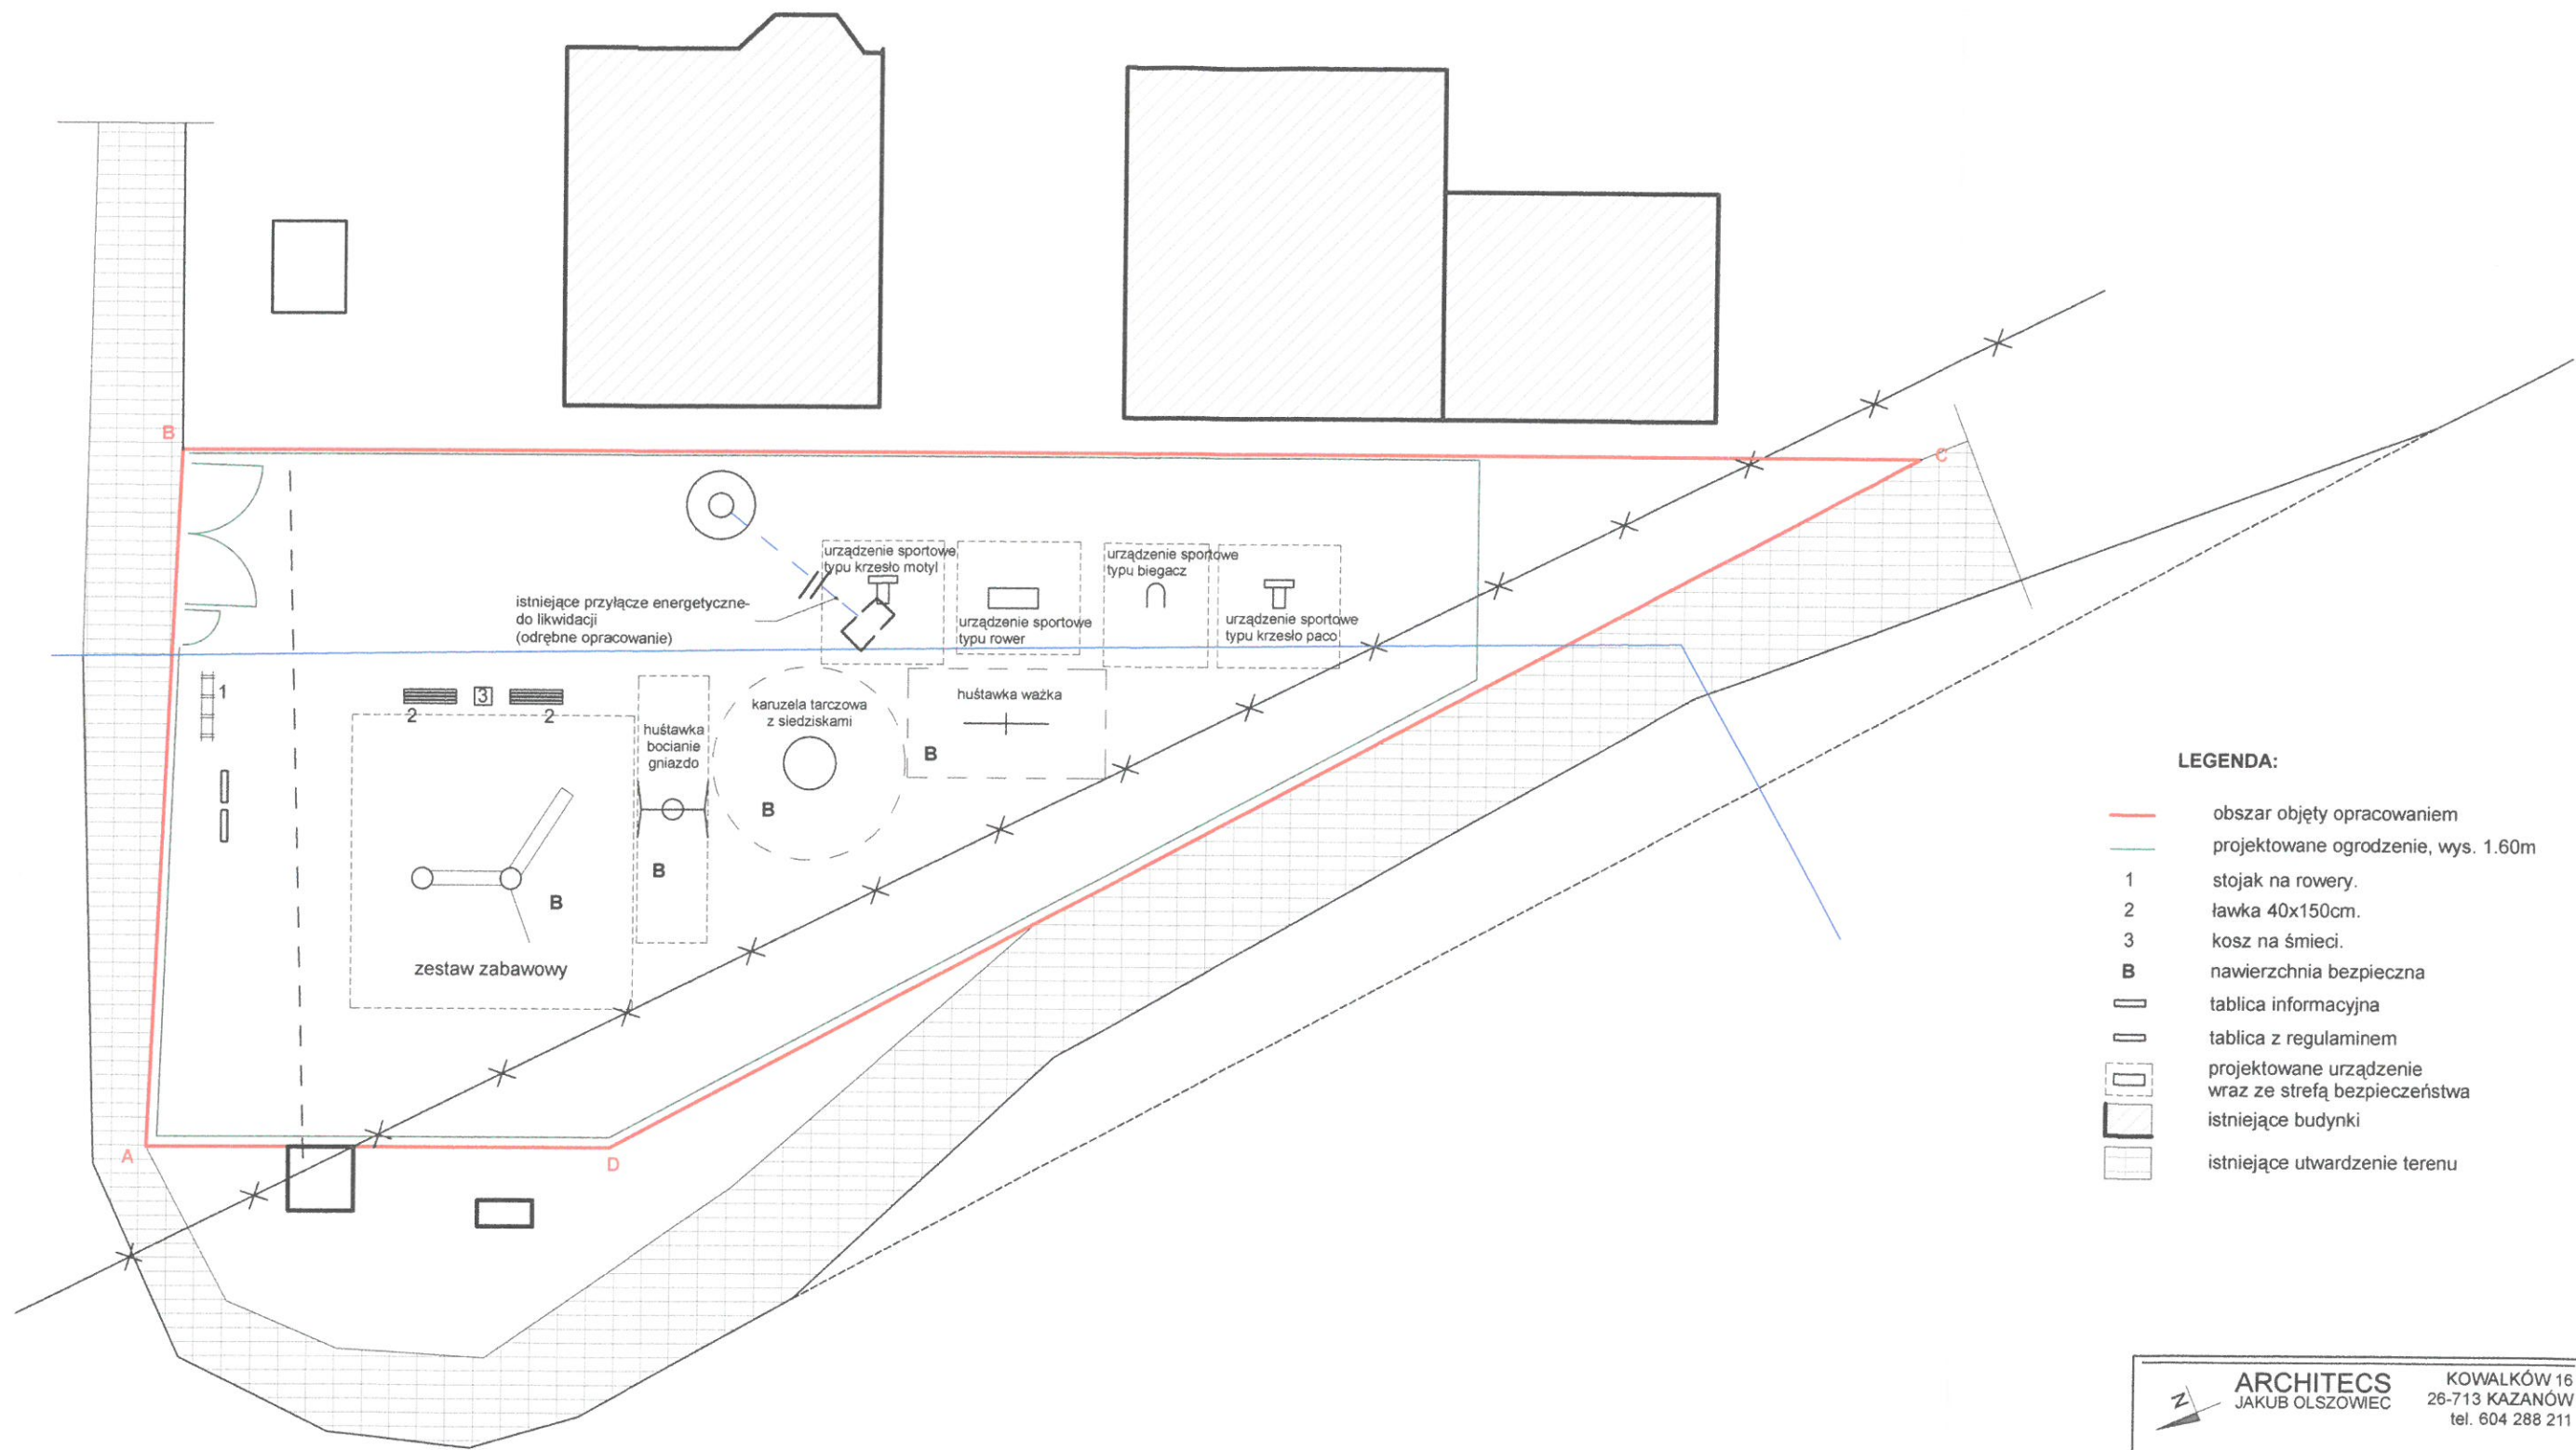 B
C
urządzenie sportowe
typu krzesło motyl
urządzenie sportowe
typu biegacz
istniejące przyłącze energetyczne-
do likwidacji
(odrębne opracowanie)
urządzenie sportowe
typu rower
urządzenie sportowe
typu krzesło paco
1
2
3
2
huśtawka
bocianie
gniazdo
karuzela tarczowa
z siedziskami
huśtawka ważka
B
B
B
B
zestaw zabawowy
A
D
LEGENDA:
obszar objęty opracowaniem
projektowane ogrodzenie, wys. 1.60m
1 stojak na rowery.
2 ławka 40x150cm.
3 kosz na śmieci.
B nawierzchnia bezpieczna
tablica informacyjna
tablica z regulaminem
projektowane urządzenie
wraz ze strefą bezpieczeństwa
istniejące budynki
istniejące utwardzenie terenu
N
ARCHITECS
JAKUB OLSZOWIEC
KOWALKÓW 16
26-713 KAZANÓW
tel. 604 288 211